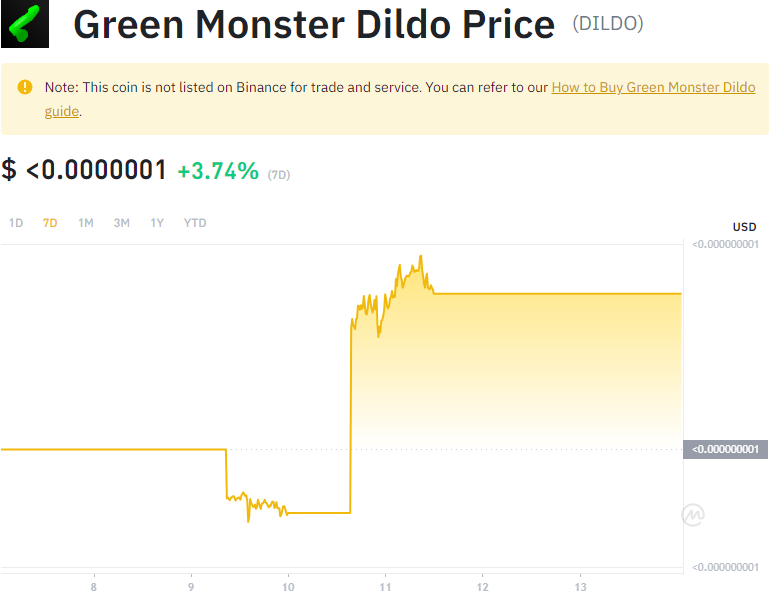 Green Monster Dildo Price (DILDO)
Note: This coin is not listed on Binance for trade and service. You can refer to our How to Buy Green Monster Dildo
guide.
$ <0.0000001 +3.74% (7D)
1D 7D 1M 3M 1Y YTD
USD
<0.000000001
<0.000000001
<0.000000001
8 9 10 11 12 13